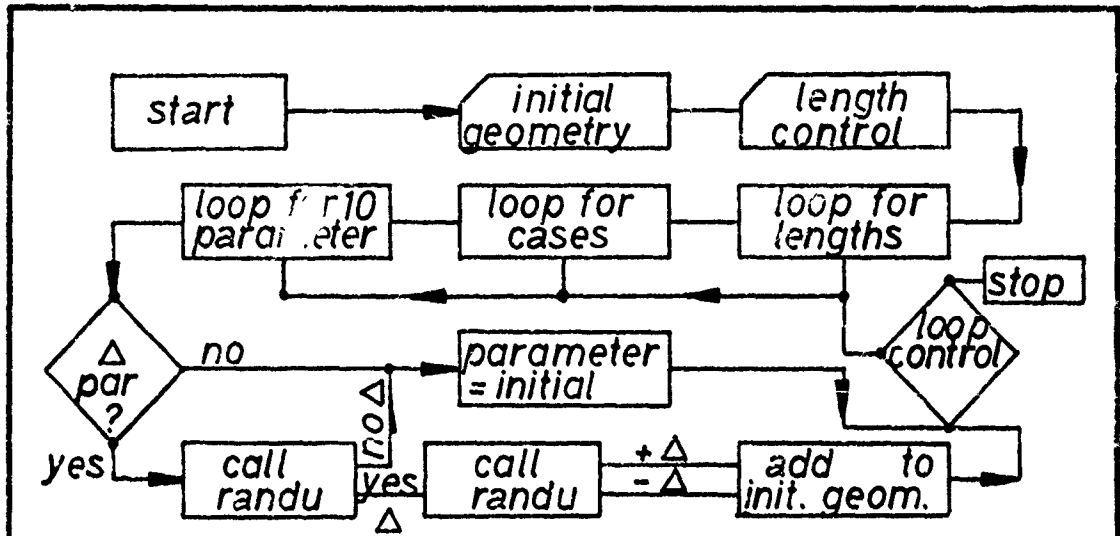 start
initial
geometry
length
control
loop f r 10
parameter
loop for
cases
loop for
lengths
stop
loop
control
Δ
par
?
no
parameter
= initial
yes
call
randu
no Δ
yes
Δ
call
randu
+ Δ
- Δ
add to
init. geom.